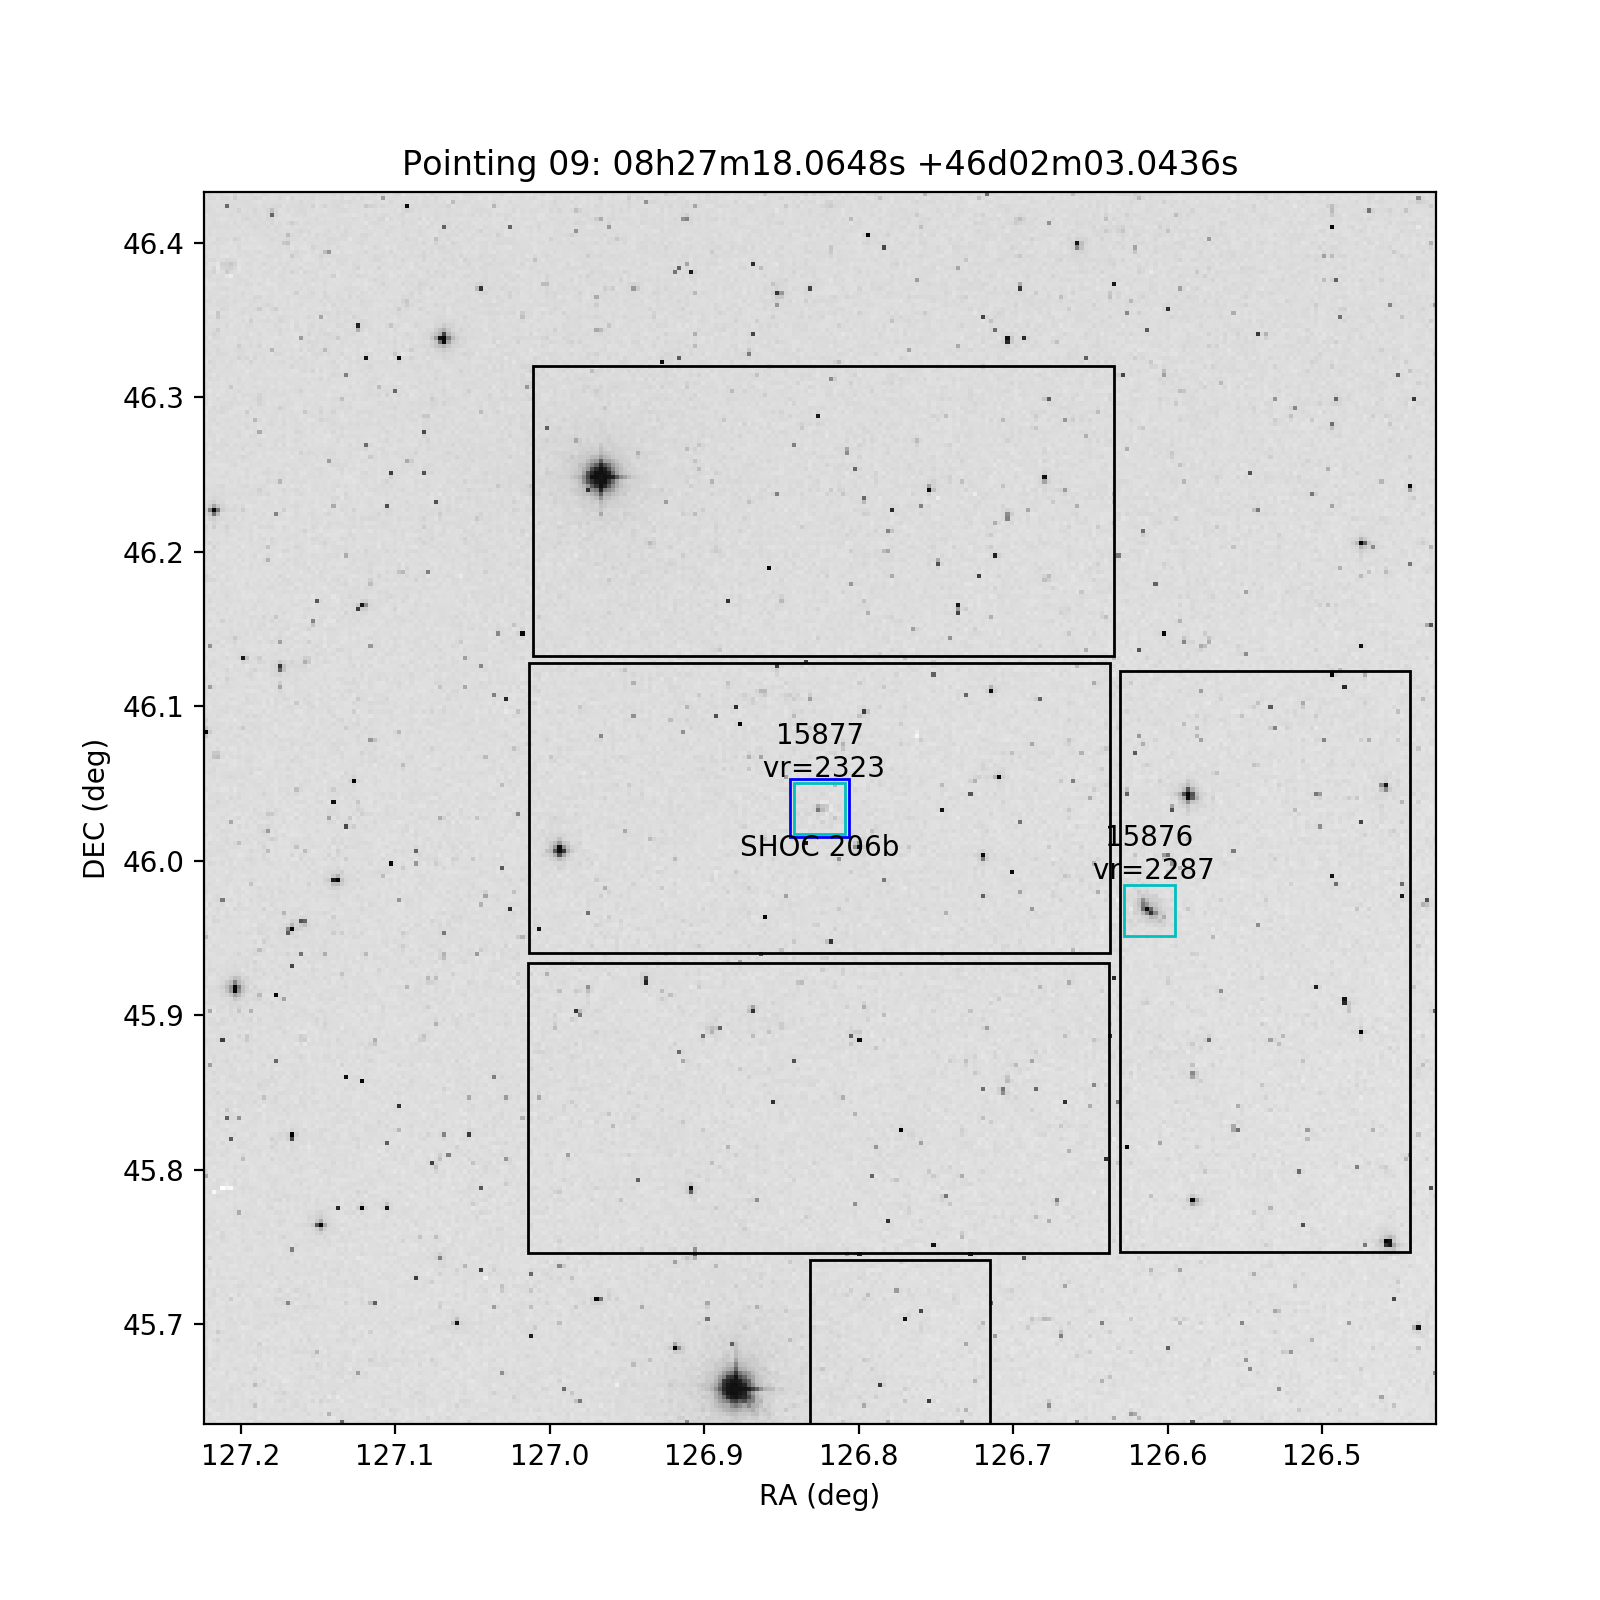 Pointing 09: 08h27m18.0648s +46d02m03.0436s
46.4
46.3
46.2
46.1
46.0
45.9
45.8
45.7
DEC (deg)
15877
vr=2323
SHOC 206b
15876
vr=2287
127.2 127.1 127.0 126.9 126.8 126.7 126.6 126.5
RA (deg)